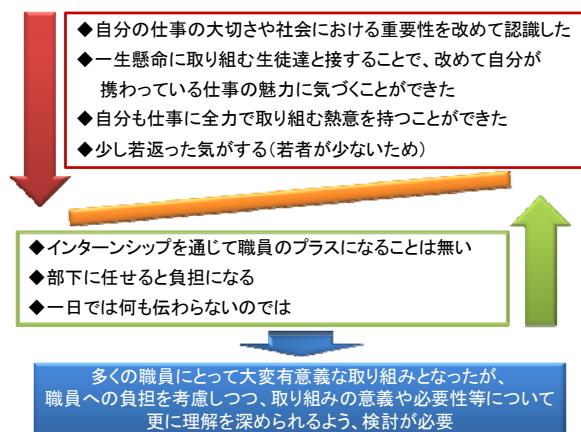 ◆自分の仕事の大切さや社会における重要性を改めて認識した
◆一生懸命に取り組む生徒達と接することで、改めて自分が
携わっている仕事の魅力に気づくことができた
◆自分も仕事に全力で取り組む熱意を持つことができた
◆少し若返った気がする（若者が少ないため）
◆インターンシップを通じて職員のプラスになることは無い
◆部下に任せると負担になる
◆一日では何も伝わらないのでは
多くの職員にとって大変有意義な取り組みとなったが、
職員への負担を考慮しつつ、取り組みの意義や必要性等について
更に理解を深められるよう、検討が必要